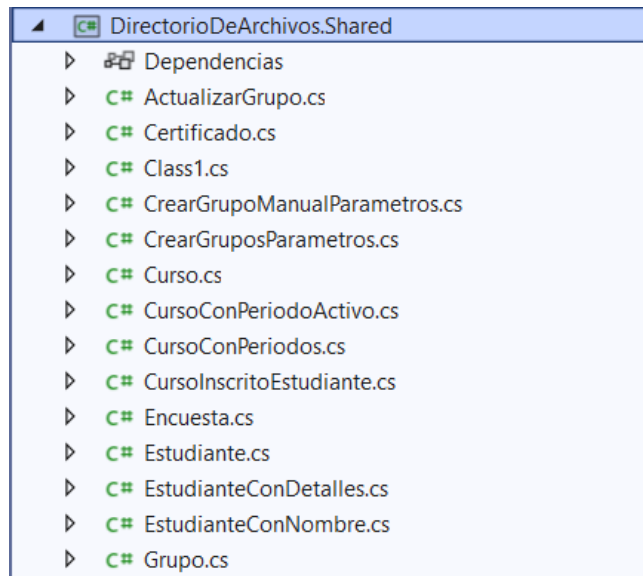 C# DirectorioDeArchivos.Shared
Dependencias
C# ActualizarGrupo.cs
C# Certificado.cs
C# Class1.cs
C# CrearGrupoManualParametros.cs
C# CrearGruposParametros.cs
C# Curso.cs
C# CursoConPeriodoActivo.cs
C# CursoConPeriodos.cs
C# CursoInscritoEstudiante.cs
C# Encuesta.cs
C# Estudiante.cs
C# EstudianteConDetalles.cs
C# EstudianteConNombre.cs
C# Grupo.cs